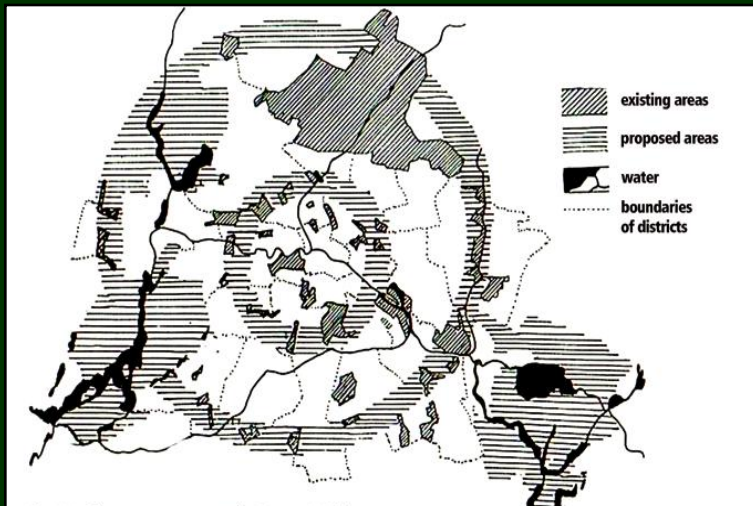 existing areas
proposed areas
water
boundaries
of districts